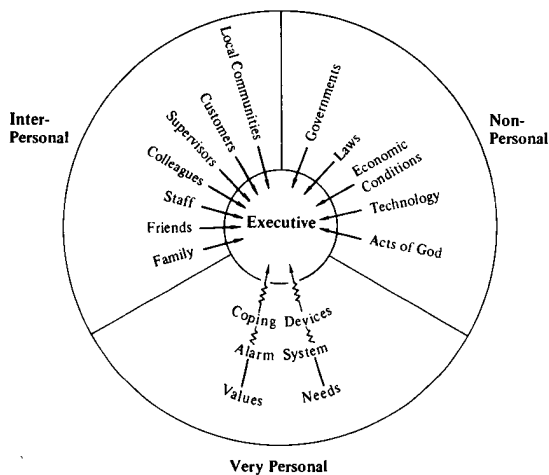 Inter-
Personal
Local Communities
Customers
Supervisors
Colleagues
Staff
Friends
Family
Executive
Governments
Laws
Economic
Conditions
Technology
Acts of God
Non-
Personal
Coping Devices
Alarm System
Values
Needs
Very Personal